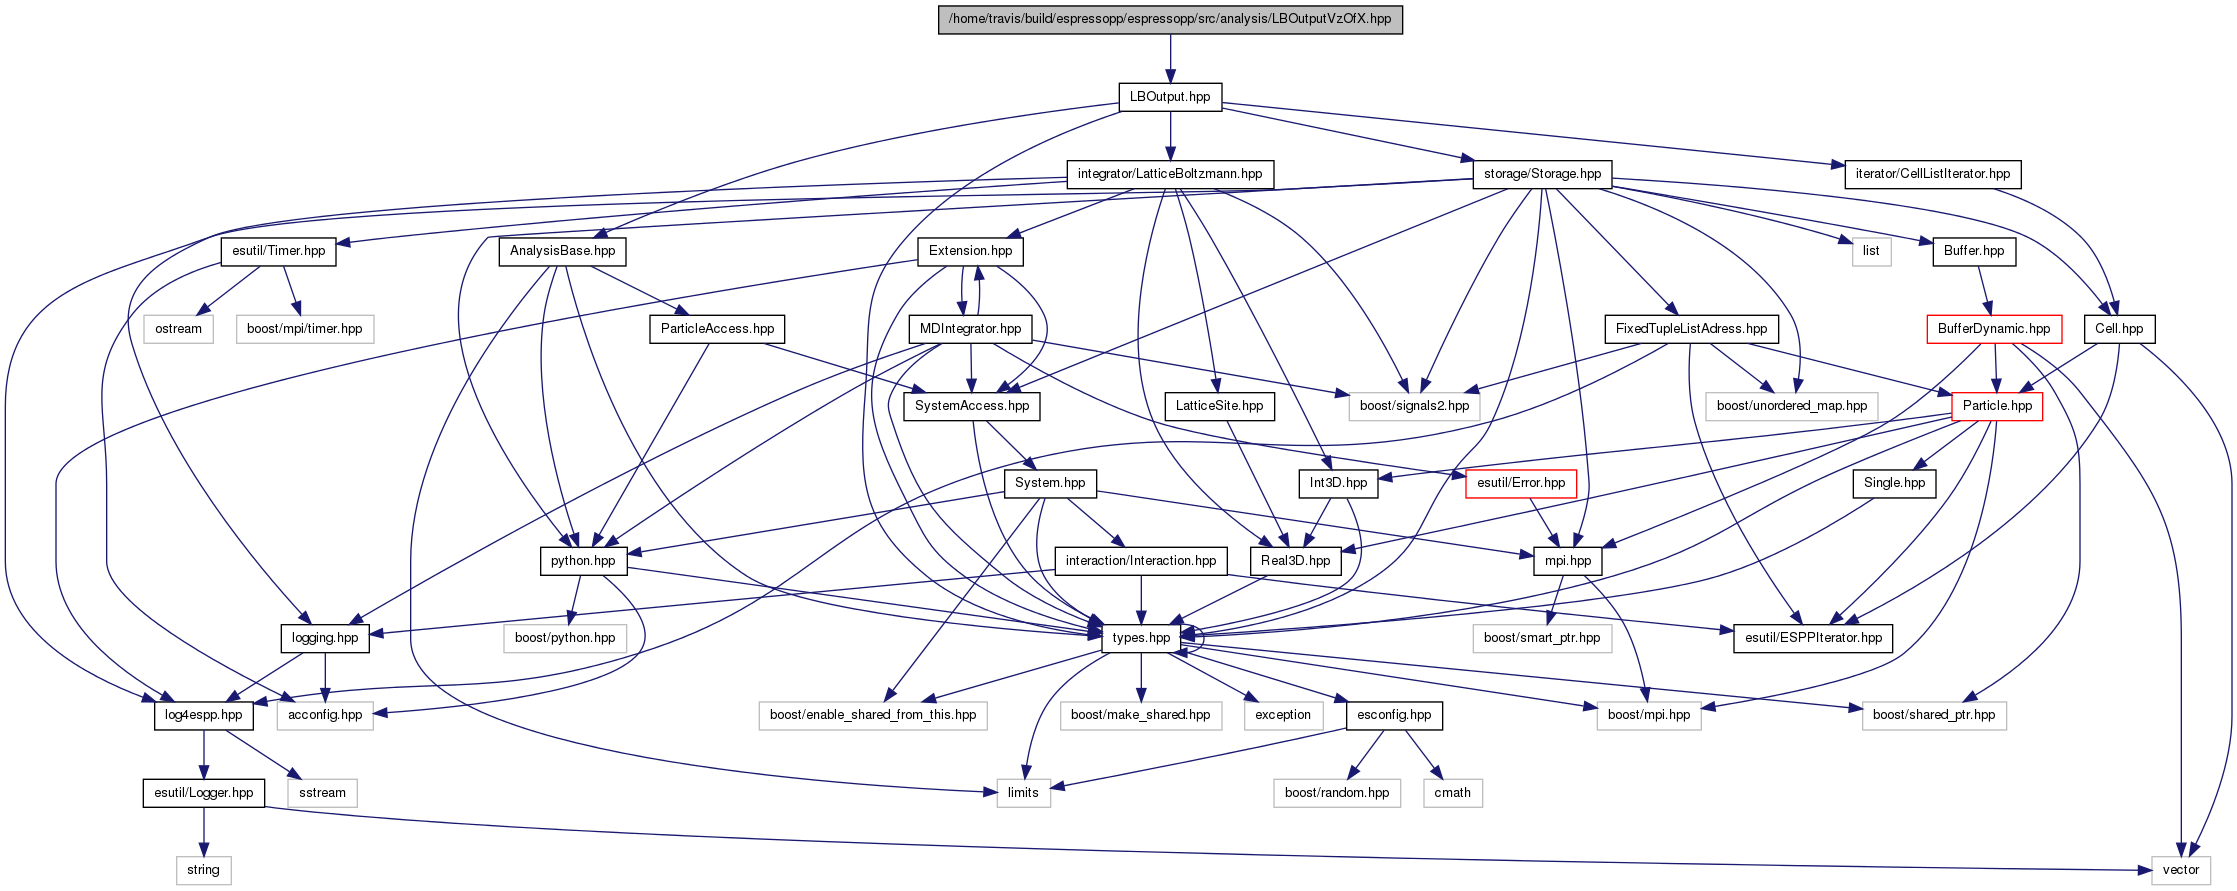 /home/travis/build/espressopp/espressopp/src/analysis/LBOutputVzOfX.hpp
LBOutput.hpp
integrator/LatticeBoltzmann.hpp
storage/Storage.hpp
iterator/CellListIterator.hpp
esutil/Timer.hpp
AnalysisBase.hpp
Extension.hpp
list
Buffer.hpp
ostream
boost/mpi/timer.hpp
ParticleAccess.hpp
MDIntegrator.hpp
FixedTupleListAdress.hpp
BufferDynamic.hpp
Cell.hpp
SystemAccess.hpp
LatticeSite.hpp
boost/signals2.hpp
boost/unordered_map.hpp
Particle.hpp
System.hpp
Int3D.hpp
esutil/Error.hpp
Single.hpp
python.hpp
interaction/Interaction.hpp
Real3D.hpp
mpi.hpp
logging.hpp
boost/python.hpp
types.hpp
boost/smart_ptr.hpp
esutil/ESPPIterator.hpp
log4espp.hpp
acconfig.hpp
boost/enable_shared_from_this.hpp
boost/make_shared.hpp
exception
esconfig.hpp
boost/mpi.hpp
boost/shared_ptr.hpp
esutil/Logger.hpp
sstream
limits
boost/random.hpp
cmath
string
vector